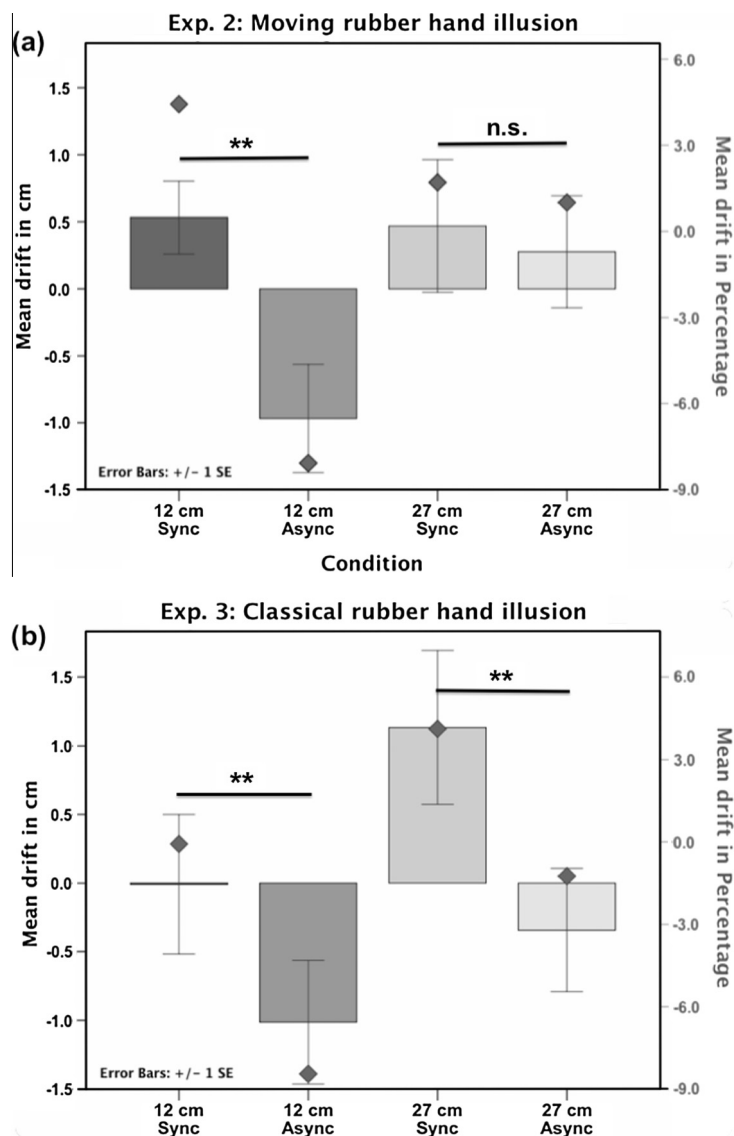 Exp. 2: Moving rubber hand illusion
(a)
Mean drift in cm
1.5
1.0
0.5
0.0
-0.5
-1.0
-1.5
**
n.s.
6.0
3.0
0.0
-3.0
-6.0
-9.0
Mean drift in Percentage
Error Bars: +/- 1 SE
12 cm
Sync
12 cm
Async
27 cm
Sync
27 cm
Async
Condition
Exp. 3: Classical rubber hand illusion
(b)
Mean drift in cm
1.5
1.0
0.5
0.0
-0.5
-1.0
-1.5
**
**
6.0
3.0
0.0
-3.0
-6.0
-9.0
Mean drift in Percentage
Error Bars: +/- 1 SE
12 cm
Sync
12 cm
Async
27 cm
Sync
27 cm
Async